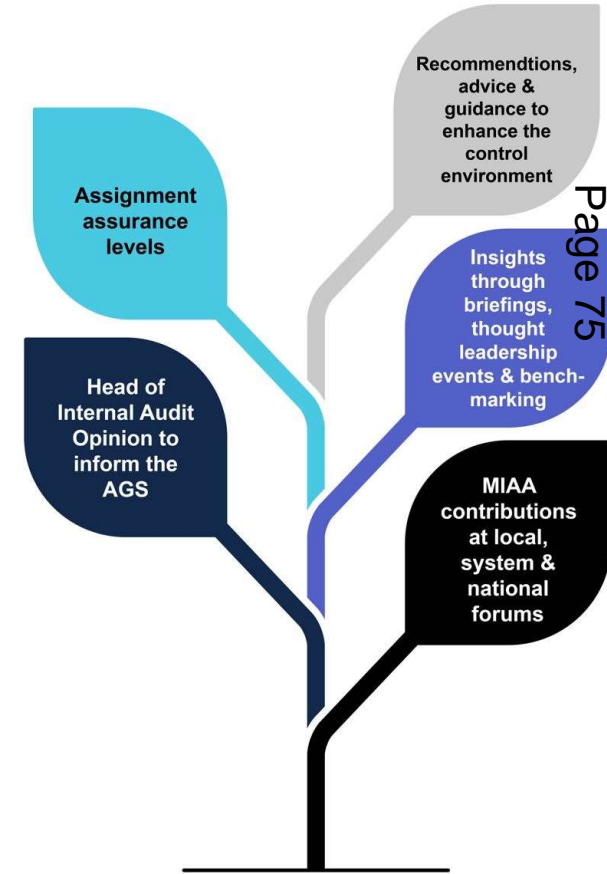 Recommendtions,
advice &
guidance to
enhance the
control
environment
Assignment
assurance
levels
Page 75
Insights
through
briefings,
thought
leadership
events & bench-
marking
Head of
Internal Audit
Opinion to
inform the
AGS
MIAA
contributions
at local,
system &
national
forums